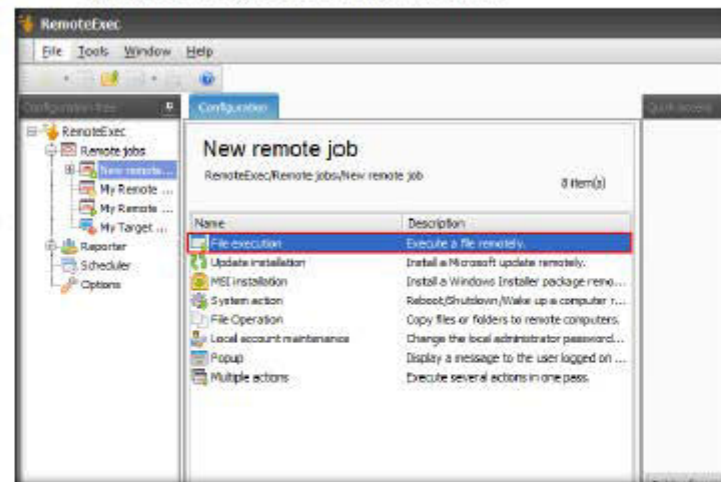 RemoteExec
File Tools Window Help
Configuration tree
RemoteExec
Remote jobs
New remote...
My Remote ...
My Remote ...
My Target ...
Reporter
Scheduler
Options
Configuration
New remote job
RemoteExec/Remote jobs/New remote job
8 item(s)
Name Description
File execution Execute a file remotely.
Update installation Install a Microsoft update remotely.
MSI installation Install a Windows Installer package remo...
System action Reboot/Shutdown/Wake up a computer r...
File Operation Copy files or folders to remote computers.
Local account maintenance Change the local administrator password...
Popup Display a message to the user logged on ...
Multiple actions Execute several actions in one pass.
Quick access